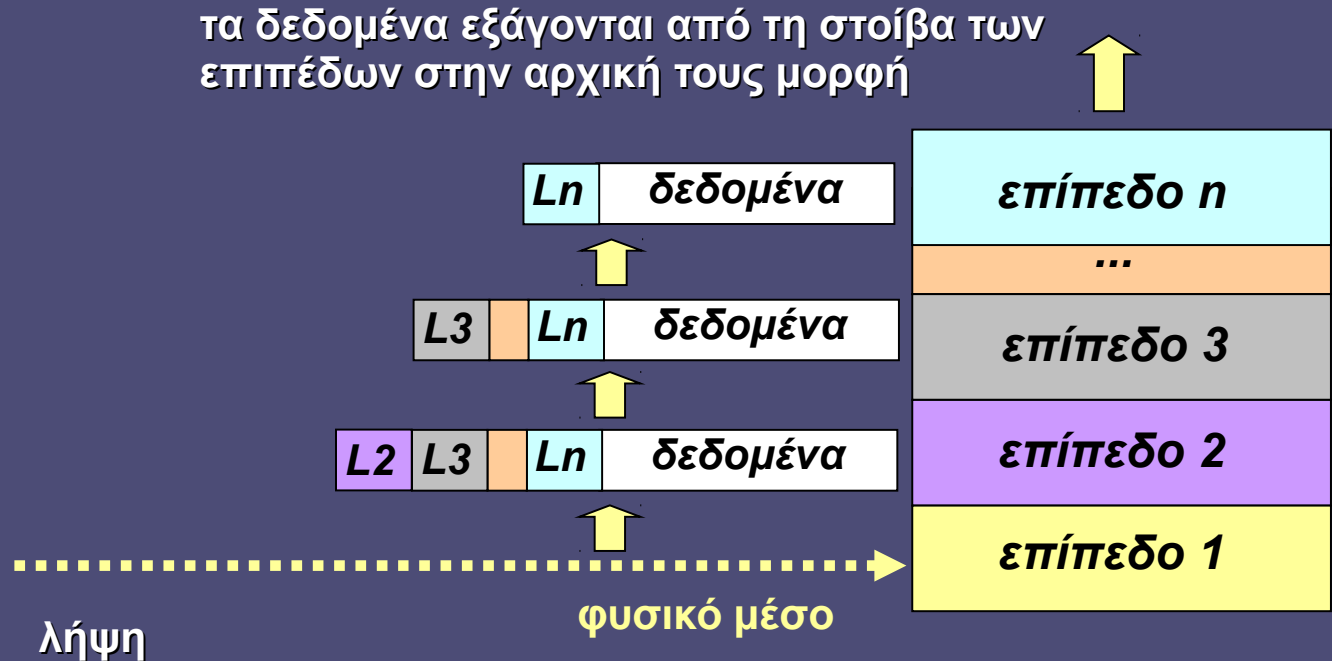 τα δεδομένα εξάγονται από τη στοίβα των
επιπέδων στην αρχική τους μορφή
Ln δεδομένα
επίπεδο n
...
L3 Ln δεδομένα
επίπεδο 3
L2 L3 Ln δεδομένα
επίπεδο 2
επίπεδο 1
φυσικό μέσο
λήψη